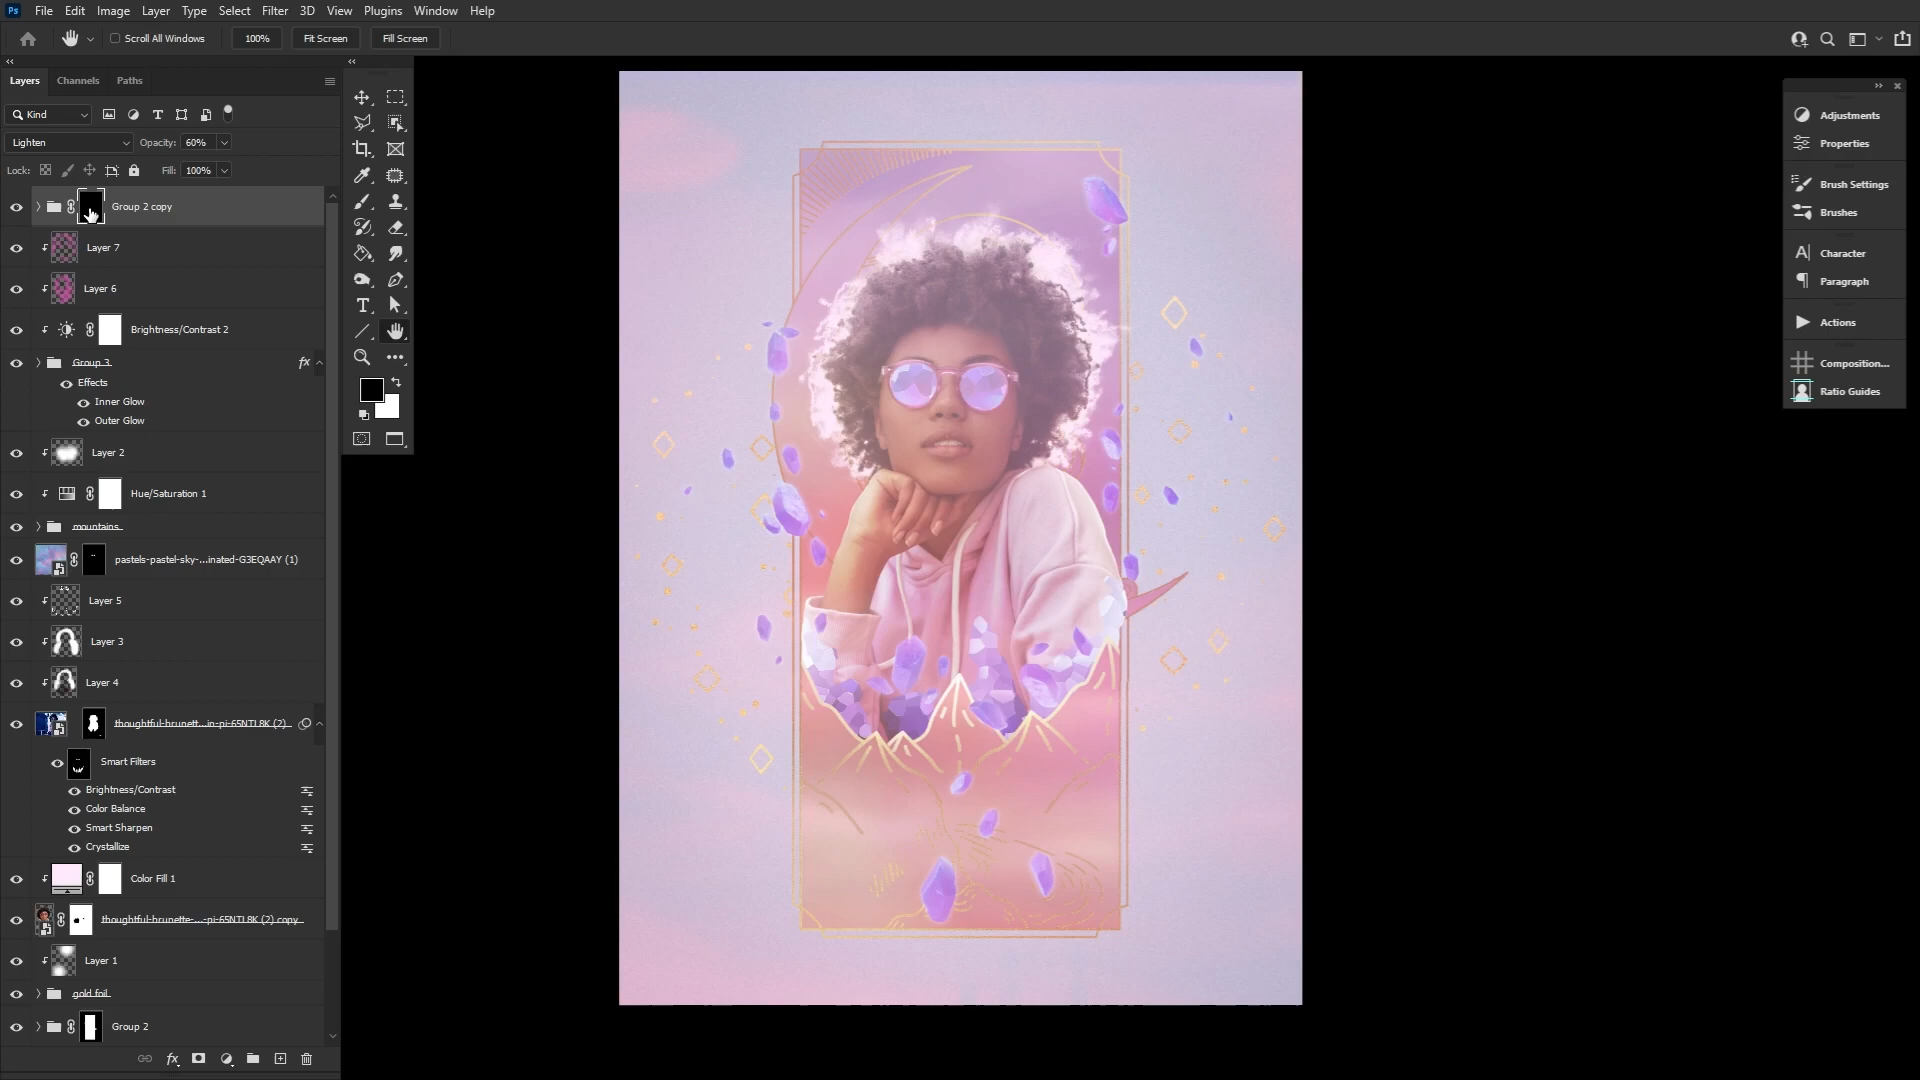 Ps File Edit Image Layer Type Select Filter 3D View Plugins Window Help
Scroll All Windows 100% Fit Screen Fill Screen
Layers Channels Paths
Kind
Lighten Opacity: 60%
Lock: Fill: 100%
Group 2 copy
Layer 7
Layer 6
Brightness/Contrast 2
Group 3 fx
Effects
Inner Glow
Outer Glow
Layer 2
Hue/Saturation 1
mountains
pastels-pastel-sky-...inated-G3EQAAY (1)
Layer 5
Layer 3
Layer 4
thoughtful-brunett...in-pi-65NTL8K (2)
Smart Filters
Brightness/Contrast
Color Balance
Smart Sharpen
Crystallize
Color Fill 1
thoughtful-brunette-...-pi-65NTL8K (2) copy
Layer 1
gold foil
Group 2
fx
Adjustments
Properties
Brush Settings
Brushes
Character
Paragraph
Actions
Composition...
Ratio Guides